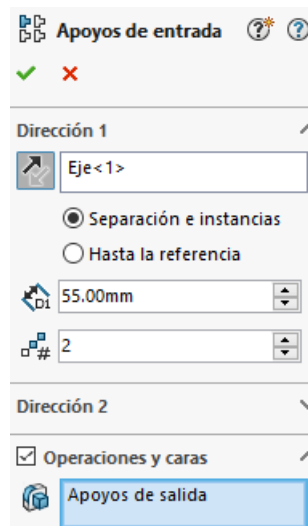 Apoyos de entrada
Dirección 1
Eje<1>
Separación e instancias
Hasta la referencia
D1 55.00mm
# 2
Dirección 2
Operaciones y caras
Apoyos de salida